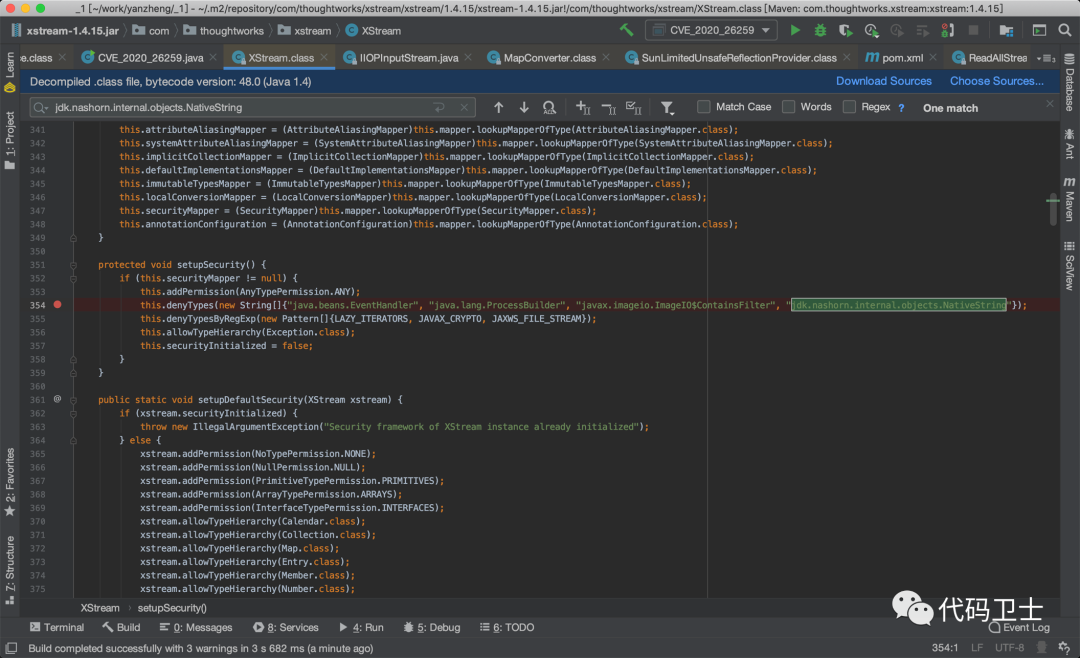 _1 [~/work/yanzheng/_1] - ~/.m2/repository/com/thoughtworks/xstream/xstream/1.4.15/xstream-1.4.15.jar!/com/thoughtworks/xstream/XStream.class [Maven: com.thoughtworks.xstream:xstream:1.4.15]
xstream-1.4.15.jar com thoughtworks xstream XStream CVE_2020_26259
e.class CVE_2020_26259.java XStream.class IIOPInputStream.java MapConverter.class SunLimitedUnsafeReflectionProvider.class pom.xml ReadAllStre
Decompiled .class file, bytecode version: 48.0 (Java 1.4) Download Sources Choose Sources...
jdk.nashorn.internal.objects.NativeString Match Case Words Regex ? One match
341 this.attributeAliasingMapper = (AttributeAliasingMapper)this.mapper.lookupMapperOfType(AttributeAliasingMapper.class);
342 this.systemAttributeAliasingMapper = (SystemAttributeAliasingMapper)this.mapper.lookupMapperOfType(SystemAttributeAliasingMapper.class);
343 this.implicitCollectionMapper = (ImplicitCollectionMapper)this.mapper.lookupMapperOfType(ImplicitCollectionMapper.class);
344 this.defaultImplementationsMapper = (DefaultImplementationsMapper)this.mapper.lookupMapperOfType(DefaultImplementationsMapper.class);
345 this.immutableTypesMapper = (ImmutableTypesMapper)this.mapper.lookupMapperOfType(ImmutableTypesMapper.class);
346 this.localConversionMapper = (LocalConversionMapper)this.mapper.lookupMapperOfType(LocalConversionMapper.class);
347 this.securityMapper = (SecurityMapper)this.mapper.lookupMapperOfType(SecurityMapper.class);
348 this.annotationConfiguration = (AnnotationConfiguration)this.mapper.lookupMapperOfType(AnnotationConfiguration.class);
349 }
350
351 protected void setupSecurity() {
352 if (this.securityMapper != null) {
353 this.addPermission(AnyTypePermission.ANY);
354 this.denyTypes(new String[]{"java.beans.EventHandler", "java.lang.ProcessBuilder", "javax.imageio.ImageIO$ContainsFilter", "jdk.nashorn.internal.objects.NativeString"});
355 this.denyTypesByRegExp(new Pattern[]{LAZY_ITERATORS, JAVAX_CRYPTO, JAXWS_FILE_STREAM});
356 this.allowTypeHierarchy(Exception.class);
357 this.securityInitialized = false;
358 }
359 }
360
361 @ public static void setupDefaultSecurity(XStream xstream) {
362 if (xstream.securityInitialized) {
363 throw new IllegalArgumentException("Security framework of XStream instance already initialized");
364 } else {
365 xstream.addPermission(NoTypePermission.NONE);
366 xstream.addPermission(NullPermission.NULL);
367 xstream.addPermission(PrimitiveTypePermission.PRIMITIVES);
368 xstream.addPermission(ArrayTypePermission.ARRAYS);
369 xstream.addPermission(InterfaceTypePermission.INTERFACES);
370 xstream.allowTypeHierarchy(Calendar.class);
371 xstream.allowTypeHierarchy(Collection.class);
372 xstream.allowTypeHierarchy(Map.class);
373 xstream.allowTypeHierarchy(Entry.class);
374 xstream.allowTypeHierarchy(Member.class);
375 xstream.allowTypeHierarchy(Number.class);
Learn
1: Project
2: Favorites
7: Structure
Database
Ant
Maven
SciView
XStream setupSecurity()
代码卫士
Terminal Build 0: Messages 8: Services 4: Run 5: Debug 6: TODO Event Log
Build completed successfully with 3 warnings in 3 s 682 ms (a minute ago) 354:1 LF UTF-8